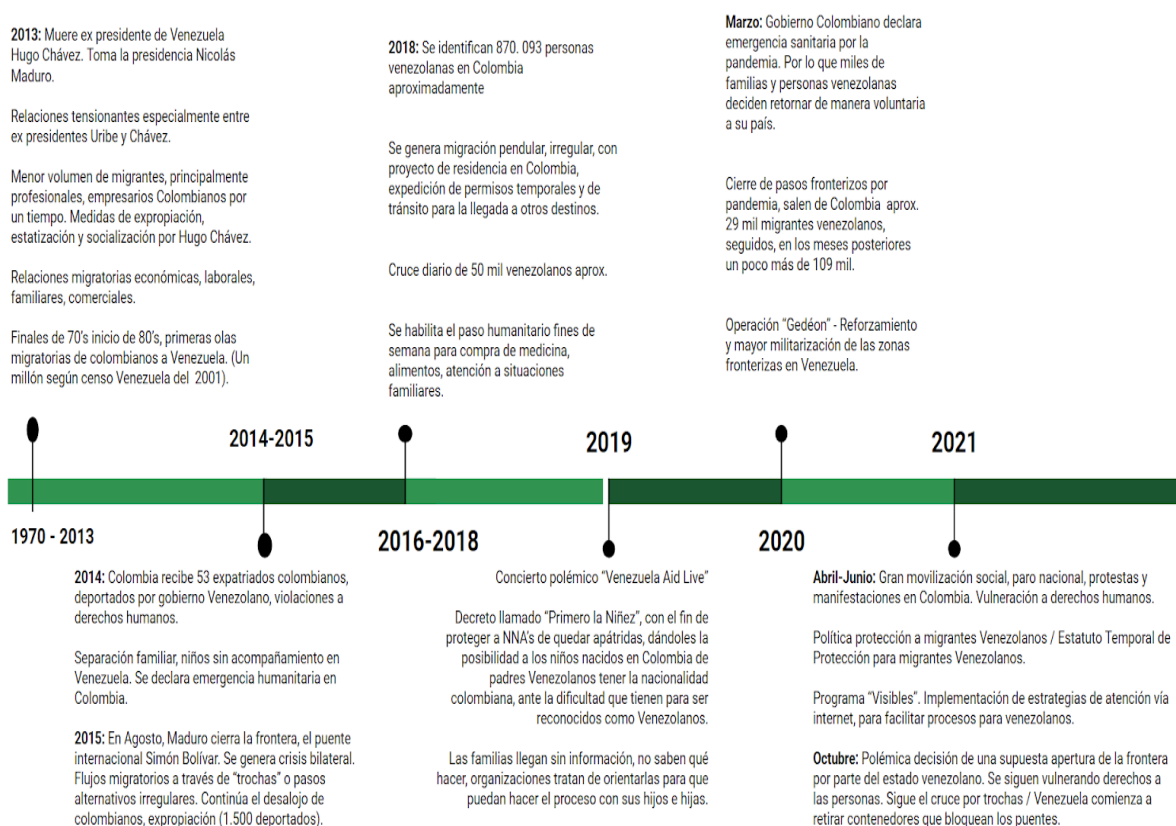 2013: Muere ex presidente de Venezuela
Hugo Chávez. Toma la presidencia Nicolás
Maduro.
Relaciones tensionantes especialmente entre
ex presidentes Uribe y Chávez.
Menor volumen de migrantes, principalmente
profesionales, empresarios Colombianos por
un tiempo. Medidas de expropiación,
estatización y socialización por Hugo Chávez.
Relaciones migratorias económicas, laborales,
familiares, comerciales.
Finales de 70's inicio de 80's, primeras olas
migratorias de colombianos a Venezuela. (Un
millón según censo Venezuela del 2001).
1970 - 2013
2014-2015
2014: Colombia recibe 53 expatriados colombianos,
deportados por gobierno Venezolano, violaciones a
derechos humanos.
Separación familiar, niños sin acompañamiento en
Venezuela. Se declara emergencia humanitaria en
Colombia.
2015: En Agosto, Maduro cierra la frontera, el puente
internacional Simón Bolívar. Se genera crisis bilateral.
Flujos migratorios a través de "trochas" o pasos
alternativos irregulares. Continúa el desalojo de
colombianos, expropiación (1.500 deportados).
2018: Se identifican 870. 093 personas
venezolanas en Colombia
aproximadamente
Se genera migración pendular, irregular, con
proyecto de residencia en Colombia,
expedición de permisos temporales y de
tránsito para la llegada a otros destinos.
Cruce diario de 50 mil venezolanos aprox.
Se habilita el paso humanitario fines de
semana para compra de medicina,
alimentos, atención a situaciones
familiares.
2016-2018
2019
Concierto polémico "Venezuela Aid Live"
Decreto llamado "Primero la Niñez", con el fin de
proteger a NNA's de quedar apátridas, dándoles la
posibilidad a los niños nacidos en Colombia de
padres Venezolanos tener la nacionalidad
colombiana, ante la dificultad que tienen para ser
reconocidos como Venezolanos.
Las familias llegan sin información, no saben qué
hacer, organizaciones tratan de orientarlas para que
puedan hacer el proceso con sus hijos e hijas.
Marzo: Gobierno Colombiano declara
emergencia sanitaria por la
pandemia. Por lo que miles de
familias y personas venezolanas
deciden retornar de manera voluntaria
a su país.
Cierre de pasos fronterizos por
pandemia, salen de Colombia aprox.
29 mil migrantes venezolanos,
seguidos, en los meses posteriores
un poco más de 109 mil.
Operación "Gedéon" - Reforzamiento
y mayor militarización de las zonas
fronterizas en Venezuela.
2020
2021
Abril-Junio: Gran movilización social, paro nacional, protestas y
manifestaciones en Colombia. Vulneración a derechos humanos.
Política protección a migrantes Venezolanos / Estatuto Temporal de
Protección para migrantes Venezolanos.
Programa "Visibles". Implementación de estrategias de atención vía
internet, para facilitar procesos para venezolanos.
Octubre: Polémica decisión de una supuesta apertura de la frontera
por parte del estado venezolano. Se siguen vulnerando derechos a
las personas. Sigue el cruce por trochas / Venezuela comienza a
retirar contenedores que bloquean los puentes.